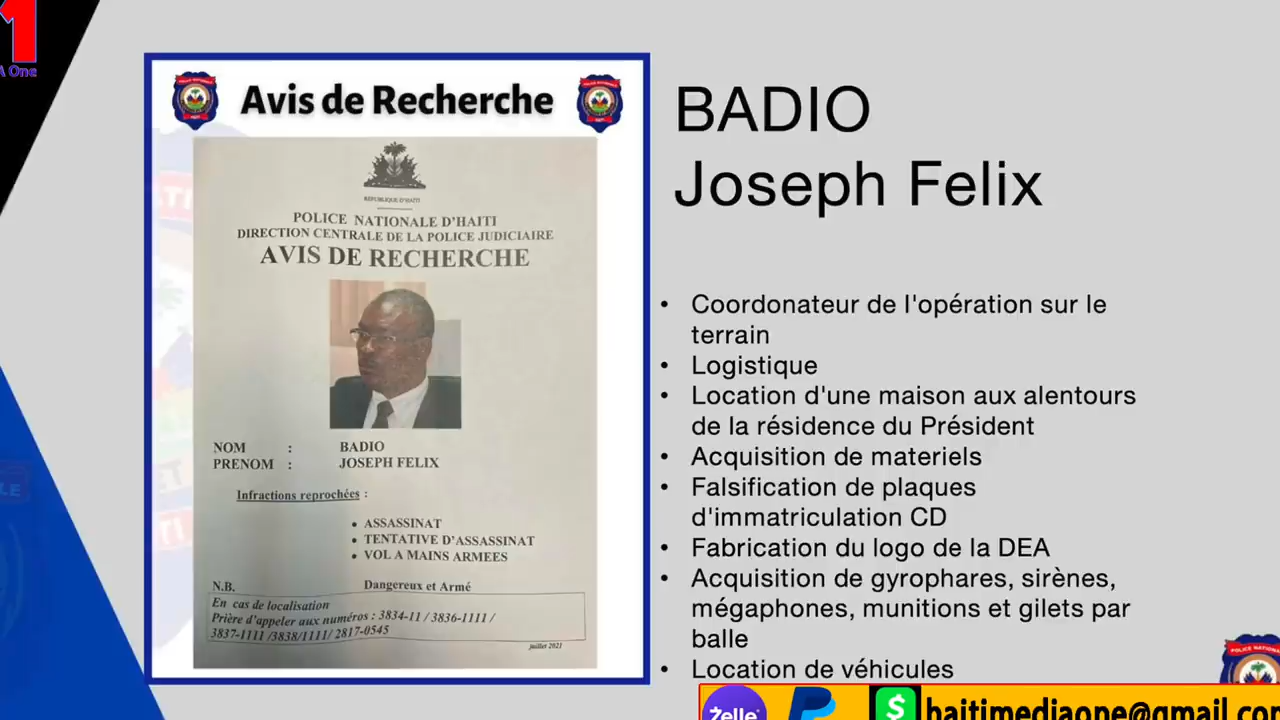 1
A One
Avis de Recherche
REPUBLIQUE D'HAITI
POLICE NATIONALE D'HAITI
DIRECTION CENTRALE DE LA POLICE JUDICIAIRE
AVIS DE RECHERCHE
NOM : BADIO
PRENOM : JOSEPH FELIX
Infractions reprochées :
• ASSASSINAT
• TENTATIVE D'ASSASSINAT
• VOL A MAINS ARMEES
N.B. Dangereux et Armé
En cas de localisation
Prière d'appeler aux numéros : 3834-11 / 3836-1111 /
3837-1111 /3838/1111/ 2817-0545
juillet 2021
BADIO
Joseph Felix
• Coordonateur de l'opération sur le
terrain
• Logistique
• Location d'une maison aux alentours
de la résidence du Président
• Acquisition de materiels
• Falsification de plaques
d'immatriculation CD
• Fabrication du logo de la DEA
• Acquisition de gyrophares, sirènes,
mégaphones, munitions et gilets par
balle
• Location de véhicules
POLICE NATIONA
Zelle
$
haitimediaone@gmail.com